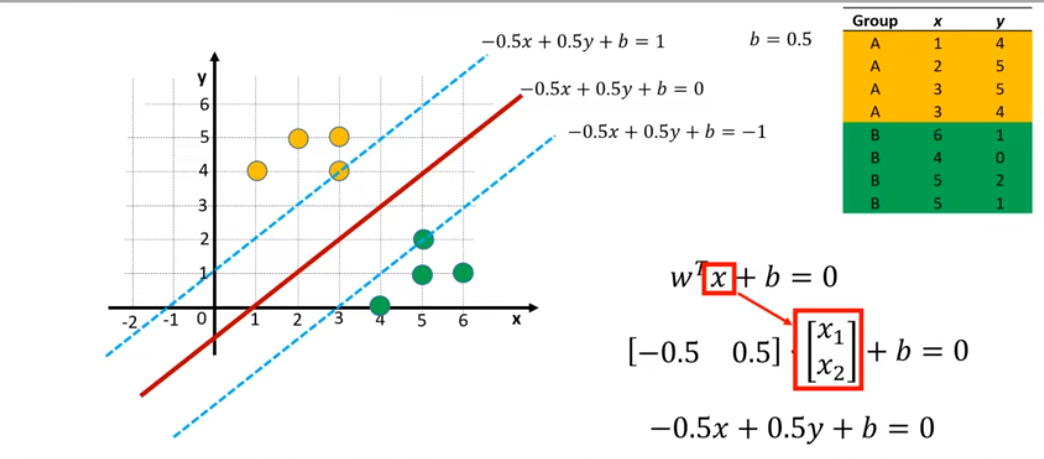 −0.5x + 0.5y + b = 1
b = 0.5
−0.5x + 0.5y + b = 0
−0.5x + 0.5y + b = −1
Group x y
A 1 4
A 2 5
A 3 5
A 3 4
B 6 1
B 4 0
B 5 2
B 5 1
y
6
5
4
3
2
1
-2 -1 0 1 2 3 4 5 6 x
wᵀx + b = 0
[−0.5 0.5] · [x₁ x₂] + b = 0
−0.5x + 0.5y + b = 0